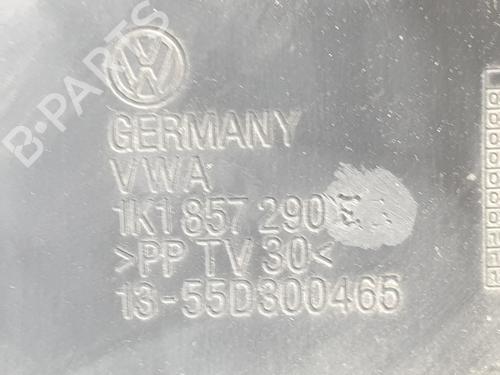 B-PARTS
GERMANY
VWA
1K1 857 290 E
>PP TV 30<
13-55D300465